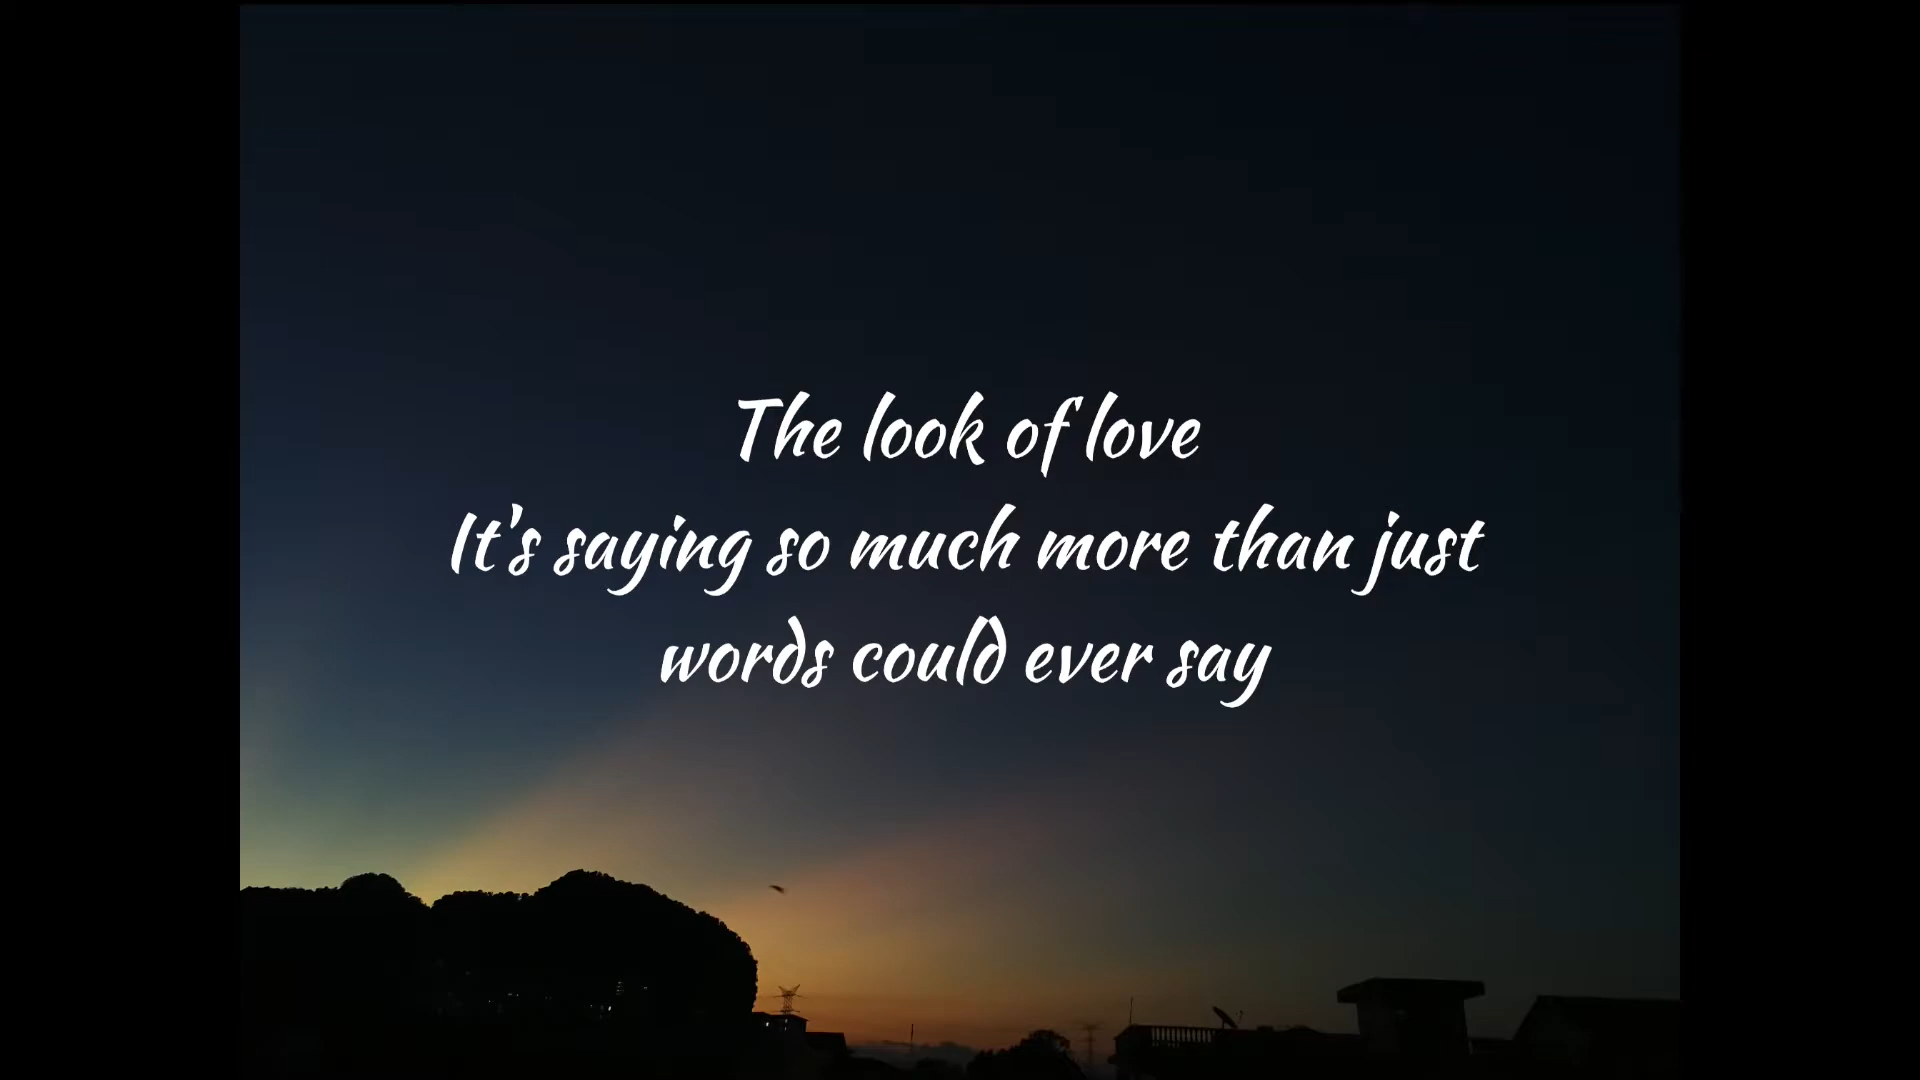 The look of love
It's saying so much more than just
words could ever say